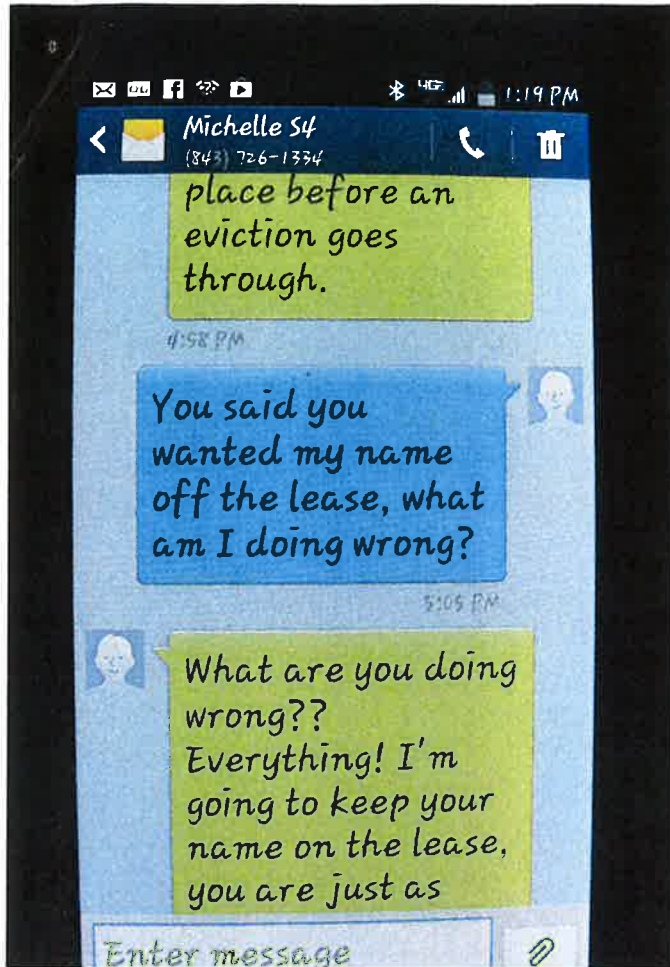 4G 1:19 PM
Michelle S4
(843) 726-1334
place before an
eviction goes
through.
4:58 PM
You said you
wanted my name
off the lease, what
am I doing wrong?
5:05 PM
What are you doing
wrong??
Everything! I'm
going to keep your
name on the lease,
you are just as
Enter message